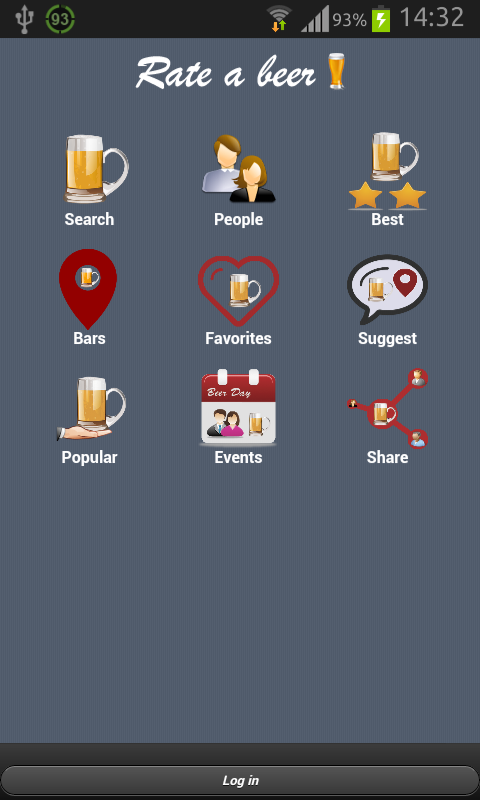 93 93% 14:32
Rate a beer
Search People Best
Bars Favorites Suggest
Beer Day
Popular Events Share
Log in